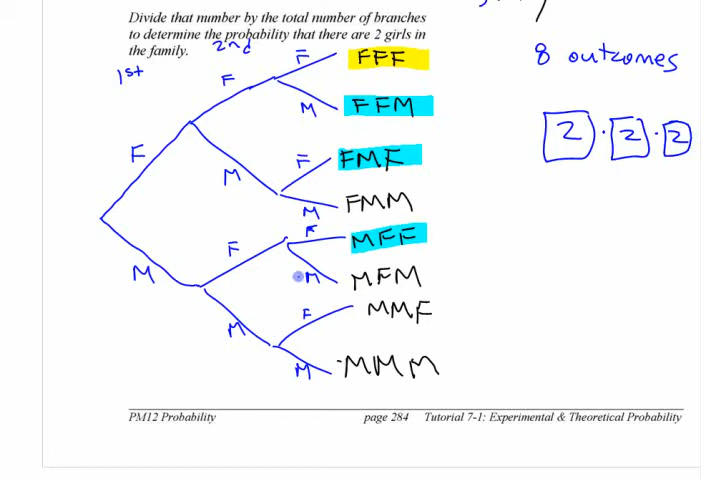 Divide that number by the total number of branches
to determine the probability that there are 2 girls in
the family.
1st
2nd
8 outcomes
2 · 2 · 2
F
FFF
F
M
FFM
F
F
FMF
M
M
FMM
F
MFF
F
M
M
MFM
F
MMF
M
M
MMM
PM12 Probability page 284 Tutorial 7-1: Experimental & Theoretical Probability